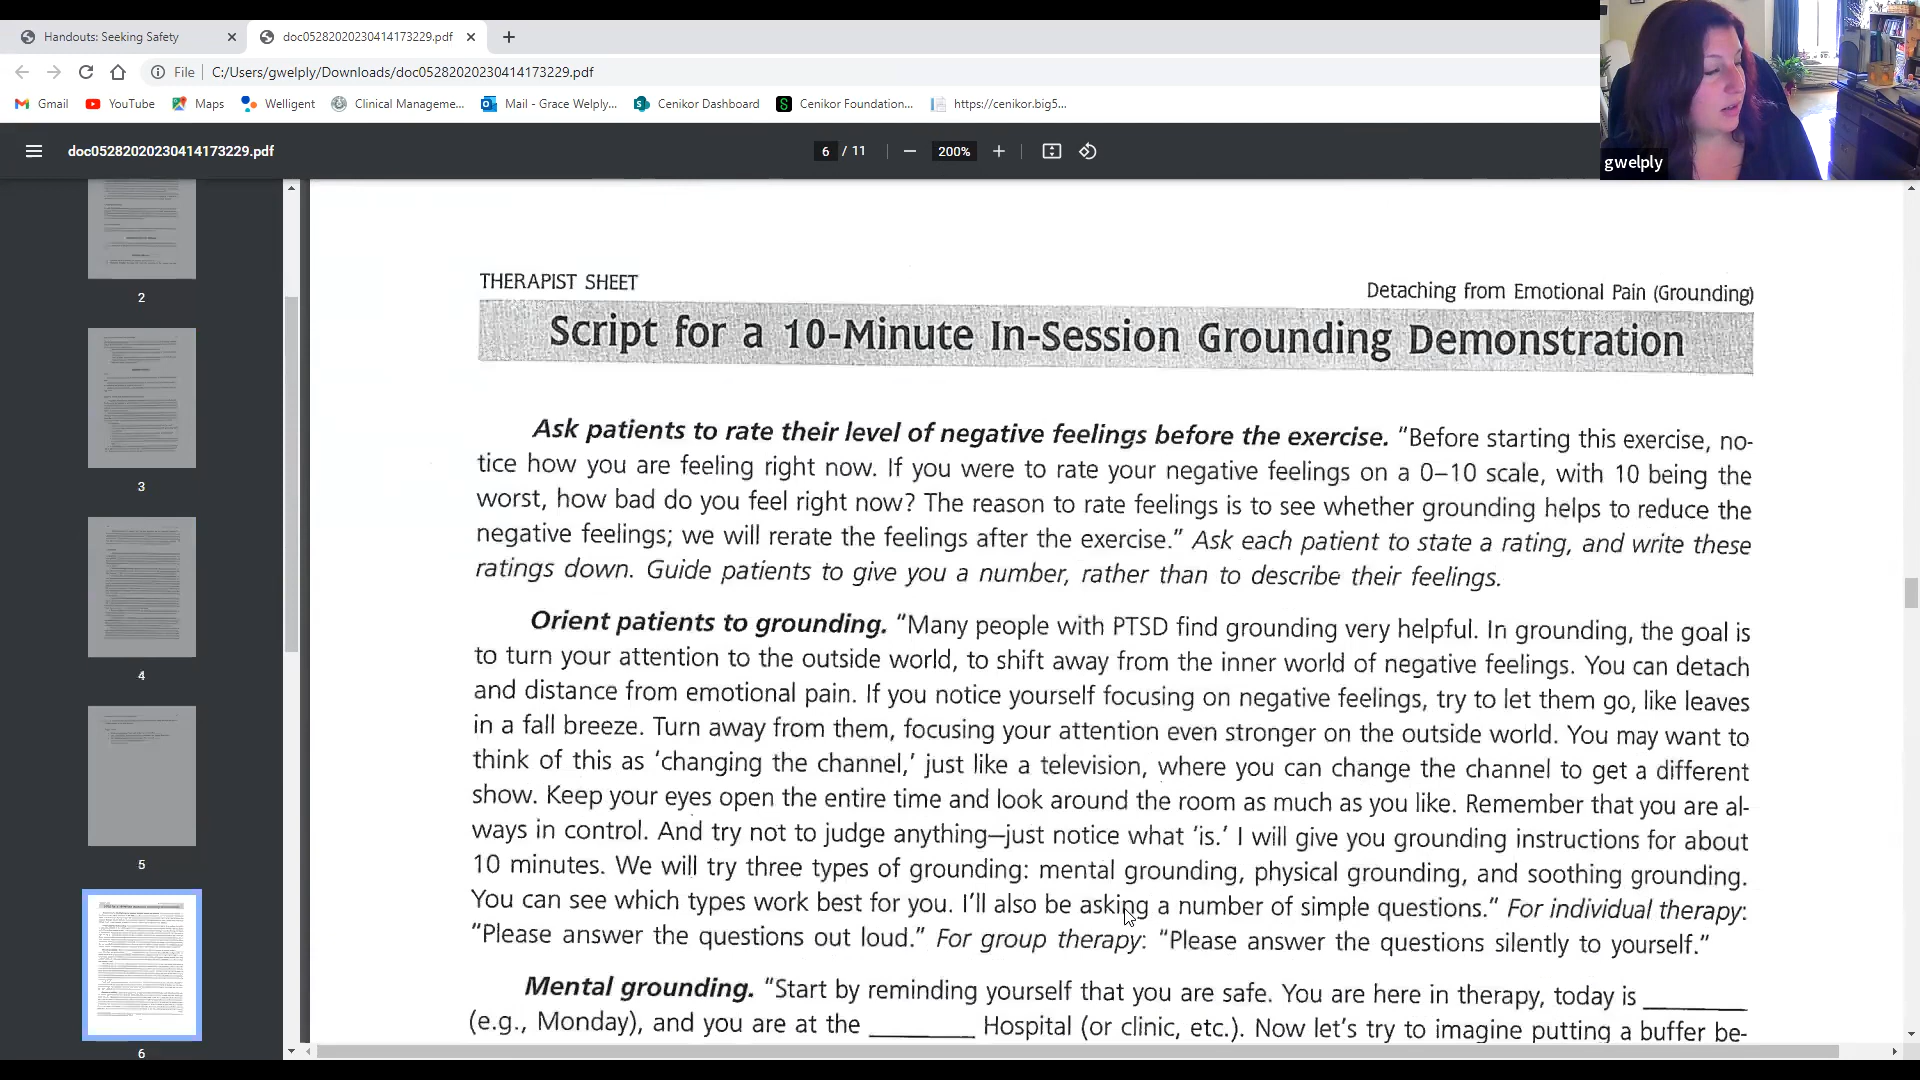 Handouts: Seeking Safety
doc05282020230414173229.pdf
File
C:/Users/gwelply/Downloads/doc05282020230414173229.pdf
Gmail
YouTube
Maps
Welligent
Clinical Manageme...
Mail - Grace Welply...
Cenikor Dashboard
Cenikor Foundation...
https://cenikor.big5...
gwelply
doc05282020230414173229.pdf
6 / 11
200%
2
3
4
5
6
THERAPIST SHEET
Detaching from Emotional Pain (Grounding)
Script for a 10-Minute In-Session Grounding Demonstration
Ask patients to rate their level of negative feelings before the exercise. "Before starting this exercise, no-
tice how you are feeling right now. If you were to rate your negative feelings on a 0–10 scale, with 10 being the
worst, how bad do you feel right now? The reason to rate feelings is to see whether grounding helps to reduce the
negative feelings; we will rerate the feelings after the exercise." Ask each patient to state a rating, and write these
ratings down. Guide patients to give you a number, rather than to describe their feelings.
Orient patients to grounding. "Many people with PTSD find grounding very helpful. In grounding, the goal is
to turn your attention to the outside world, to shift away from the inner world of negative feelings. You can detach
and distance from emotional pain. If you notice yourself focusing on negative feelings, try to let them go, like leaves
in a fall breeze. Turn away from them, focusing your attention even stronger on the outside world. You may want to
think of this as 'changing the channel,' just like a television, where you can change the channel to get a different
show. Keep your eyes open the entire time and look around the room as much as you like. Remember that you are al-
ways in control. And try not to judge anything—just notice what 'is.' I will give you grounding instructions for about
10 minutes. We will try three types of grounding: mental grounding, physical grounding, and soothing grounding.
You can see which types work best for you. I'll also be asking a number of simple questions." For individual therapy:
"Please answer the questions out loud." For group therapy: "Please answer the questions silently to yourself."
Mental grounding. "Start by reminding yourself that you are safe. You are here in therapy, today is ________
(e.g., Monday), and you are at the ________ Hospital (or clinic, etc.). Now let's try to imagine putting a buffer be-